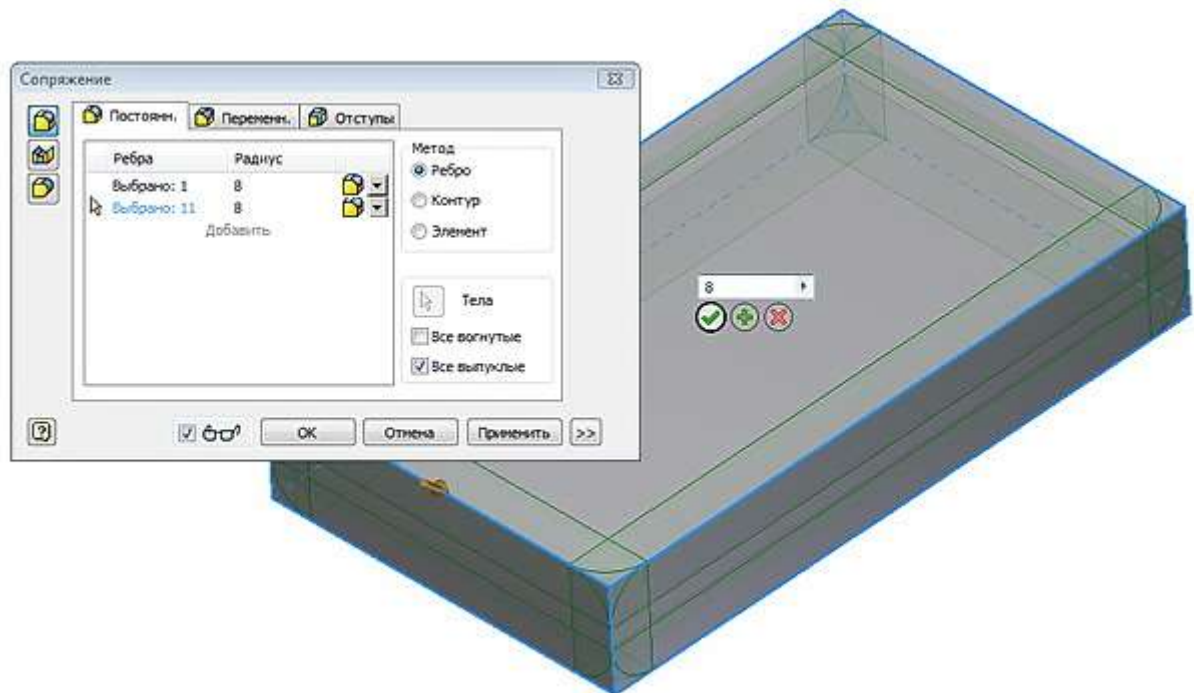 Сопряжение
Постоянн. Переменн. Отступы
Ребра Радиус
Выбрано: 1 8
Выбрано: 11 8
Добавить
Метод
Ребро
Контур
Элемент
Тела
Все вогнутые
Все выпуклые
8
ОК Отмена Применить >>